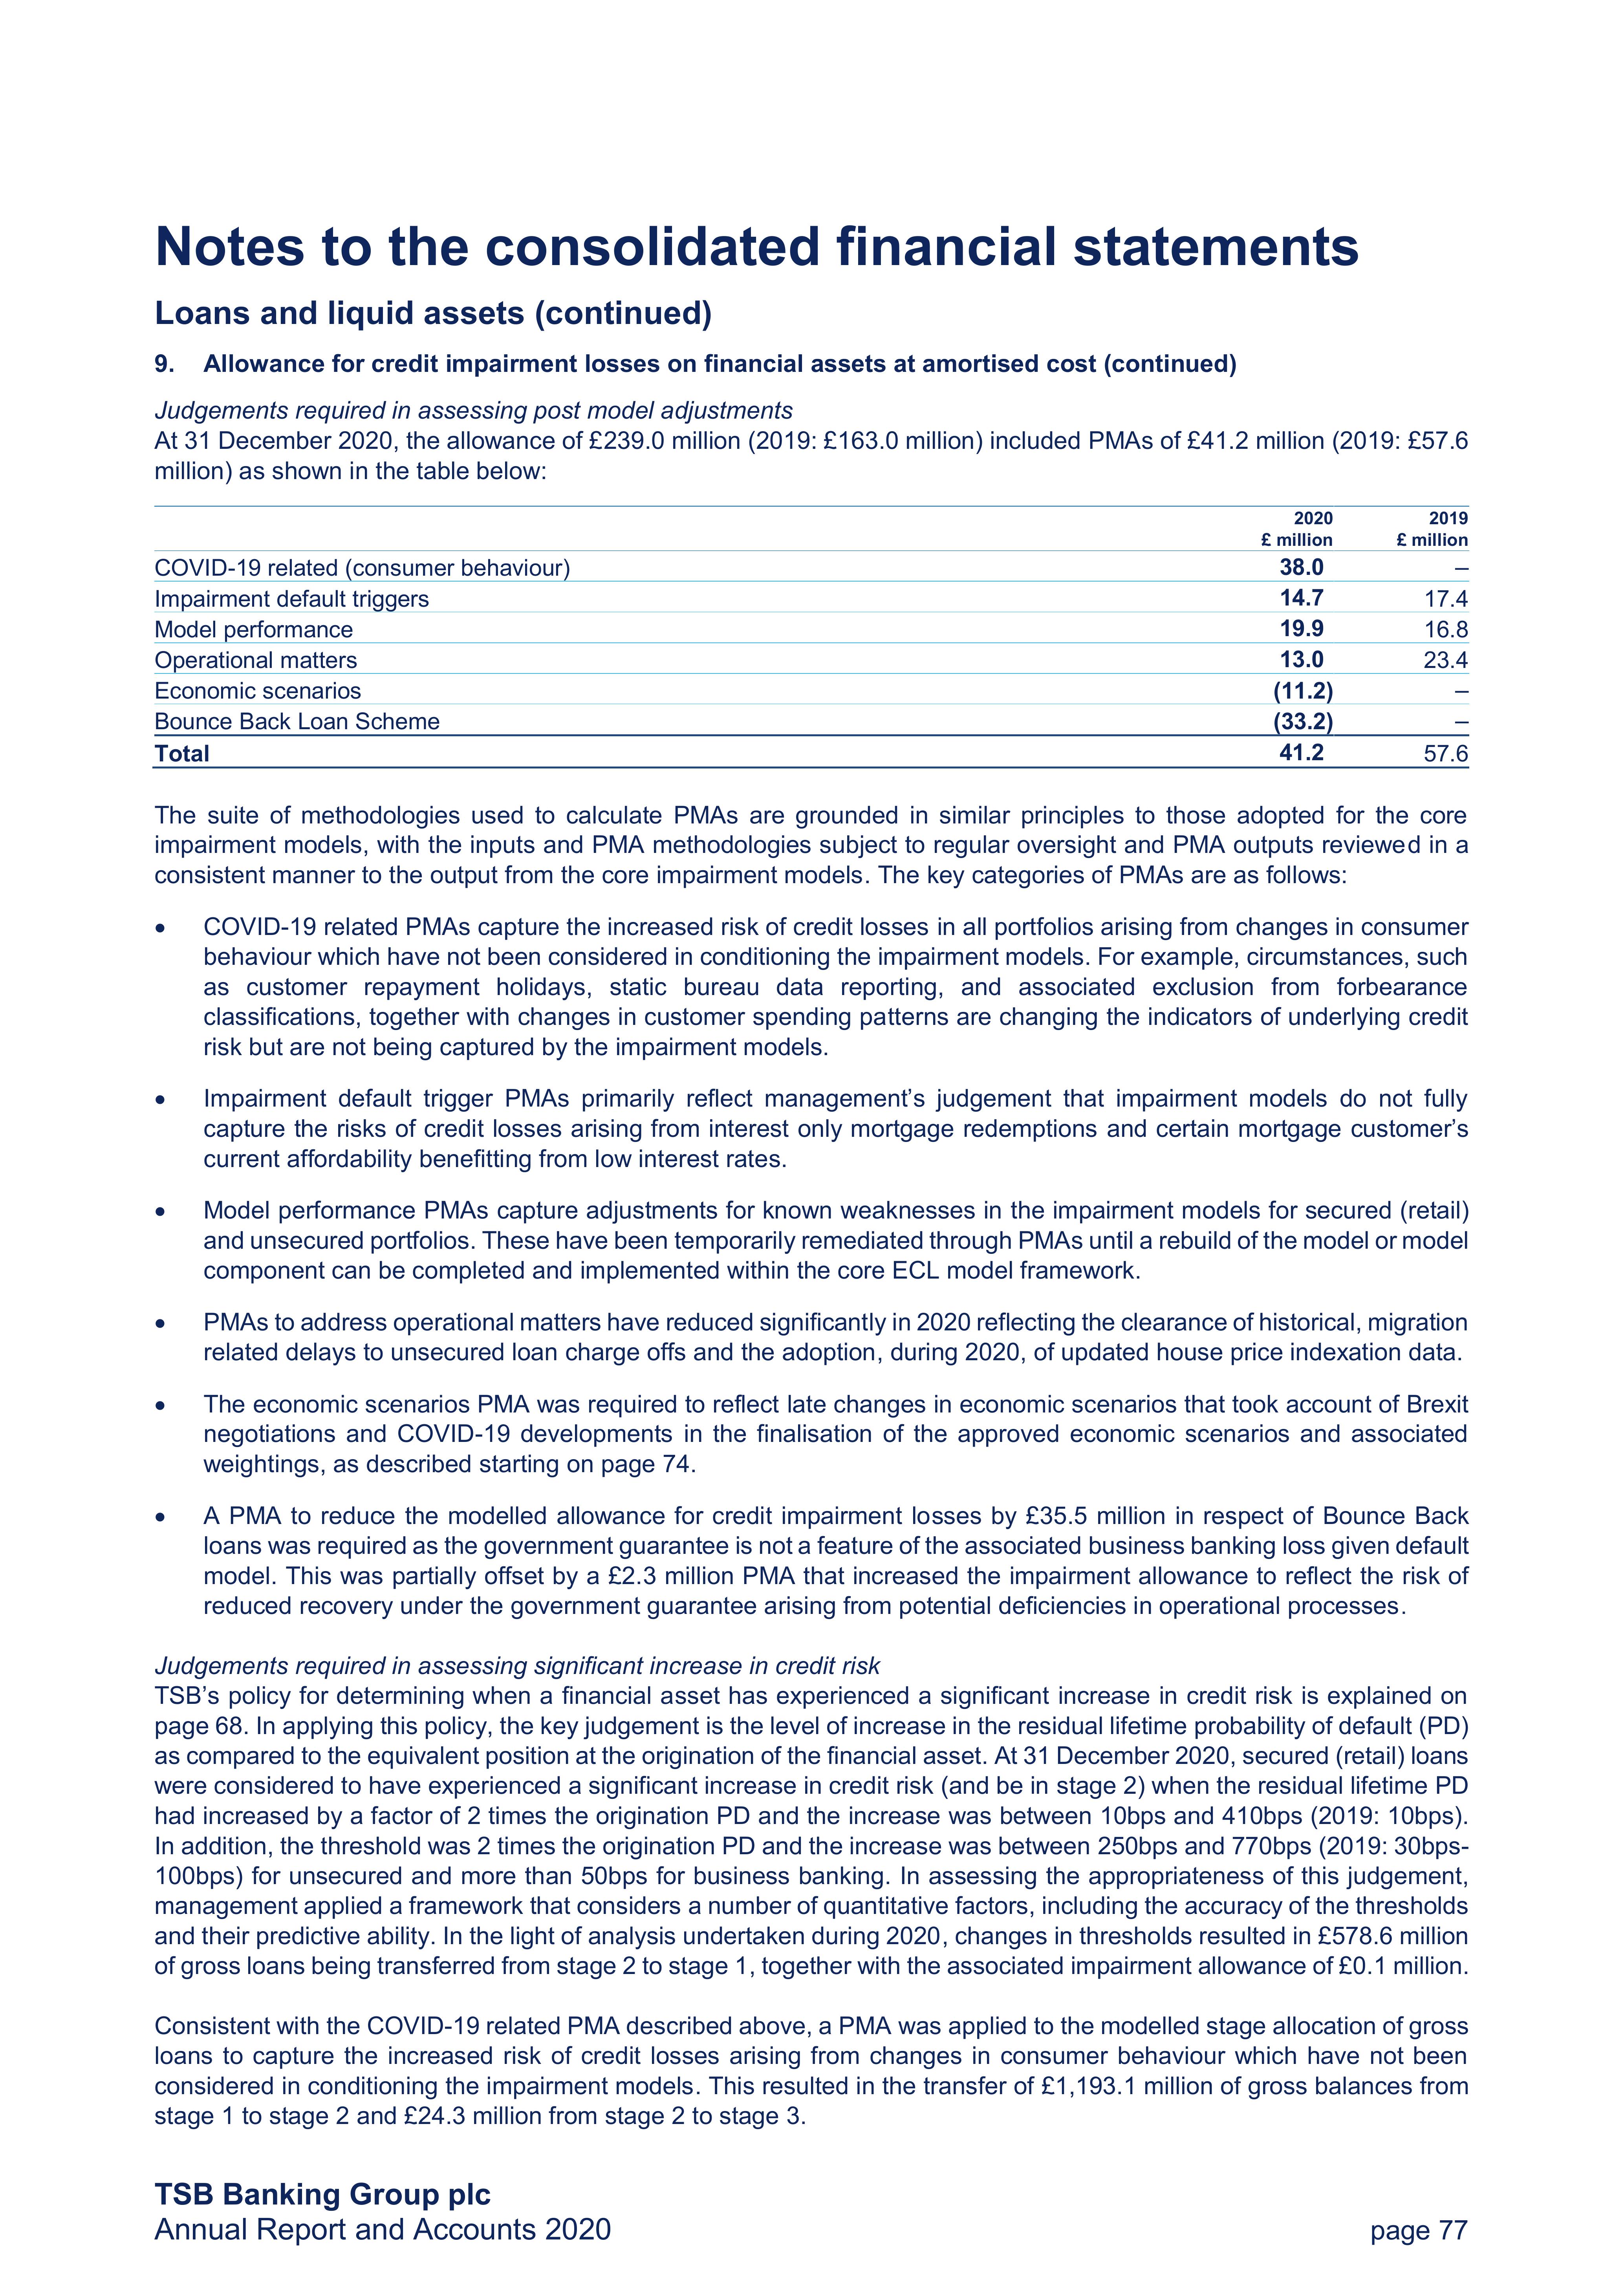 Notes to the consolidated financial statements
Loans and liquid assets (continued)
9. Allowance for credit impairment losses on financial assets at amortised cost (continued)
Judgements required in assessing post model adjustments
At 31 December 2020, the allowance of £239.0 million (2019: £163.0 million) included PMAs of £41.2 million (2019: £57.6
million) as shown in the table below:
2020 2019
£ million £ million
COVID-19 related (consumer behaviour) 38.0 –
Impairment default triggers 14.7 17.4
Model performance 19.9 16.8
Operational matters 13.0 23.4
Economic scenarios (11.2) –
Bounce Back Loan Scheme (33.2) –
Total 41.2 57.6
The suite of methodologies used to calculate PMAs are grounded in similar principles to those adopted for the core
impairment models, with the inputs and PMA methodologies subject to regular oversight and PMA outputs reviewed in a
consistent manner to the output from the core impairment models. The key categories of PMAs are as follows:
• COVID-19 related PMAs capture the increased risk of credit losses in all portfolios arising from changes in consumer
behaviour which have not been considered in conditioning the impairment models. For example, circumstances, such
as customer repayment holidays, static bureau data reporting, and associated exclusion from forbearance
classifications, together with changes in customer spending patterns are changing the indicators of underlying credit
risk but are not being captured by the impairment models.
• Impairment default trigger PMAs primarily reflect management’s judgement that impairment models do not fully
capture the risks of credit losses arising from interest only mortgage redemptions and certain mortgage customer’s
current affordability benefitting from low interest rates.
• Model performance PMAs capture adjustments for known weaknesses in the impairment models for secured (retail)
and unsecured portfolios. These have been temporarily remediated through PMAs until a rebuild of the model or model
component can be completed and implemented within the core ECL model framework.
• PMAs to address operational matters have reduced significantly in 2020 reflecting the clearance of historical, migration
related delays to unsecured loan charge offs and the adoption, during 2020, of updated house price indexation data.
• The economic scenarios PMA was required to reflect late changes in economic scenarios that took account of Brexit
negotiations and COVID-19 developments in the finalisation of the approved economic scenarios and associated
weightings, as described starting on page 74.
• A PMA to reduce the modelled allowance for credit impairment losses by £35.5 million in respect of Bounce Back
loans was required as the government guarantee is not a feature of the associated business banking loss given default
model. This was partially offset by a £2.3 million PMA that increased the impairment allowance to reflect the risk of
reduced recovery under the government guarantee arising from potential deficiencies in operational processes.
Judgements required in assessing significant increase in credit risk
TSB’s policy for determining when a financial asset has experienced a significant increase in credit risk is explained on
page 68. In applying this policy, the key judgement is the level of increase in the residual lifetime probability of default (PD)
as compared to the equivalent position at the origination of the financial asset. At 31 December 2020, secured (retail) loans
were considered to have experienced a significant increase in credit risk (and be in stage 2) when the residual lifetime PD
had increased by a factor of 2 times the origination PD and the increase was between 10bps and 410bps (2019: 10bps).
In addition, the threshold was 2 times the origination PD and the increase was between 250bps and 770bps (2019: 30bps-
100bps) for unsecured and more than 50bps for business banking. In assessing the appropriateness of this judgement,
management applied a framework that considers a number of quantitative factors, including the accuracy of the thresholds
and their predictive ability. In the light of analysis undertaken during 2020, changes in thresholds resulted in £578.6 million
of gross loans being transferred from stage 2 to stage 1, together with the associated impairment allowance of £0.1 million.
Consistent with the COVID-19 related PMA described above, a PMA was applied to the modelled stage allocation of gross
loans to capture the increased risk of credit losses arising from changes in consumer behaviour which have not been
considered in conditioning the impairment models. This resulted in the transfer of £1,193.1 million of gross balances from
stage 1 to stage 2 and £24.3 million from stage 2 to stage 3.
TSB Banking Group plc
Annual Report and Accounts 2020 page 77